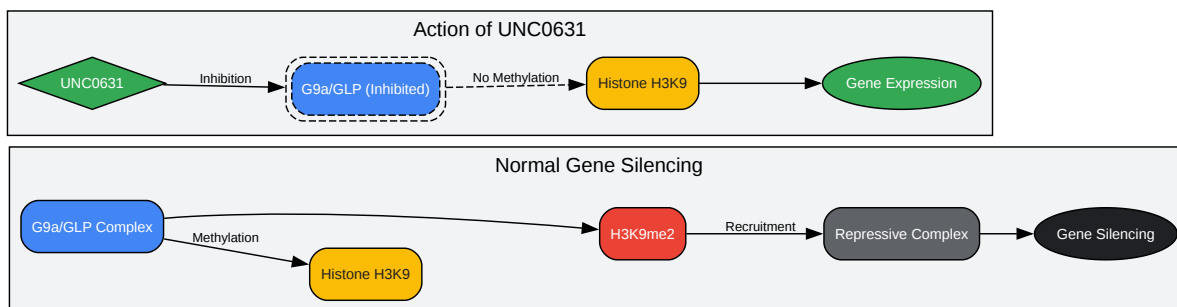 Action of UNC0631
UNC0631
Inhibition
G9a/GLP (Inhibited)
No Methylation
Histone H3K9
Gene Expression
Normal Gene Silencing
G9a/GLP Complex
Methylation
Histone H3K9
H3K9me2
Recruitment
Repressive Complex
Gene Silencing